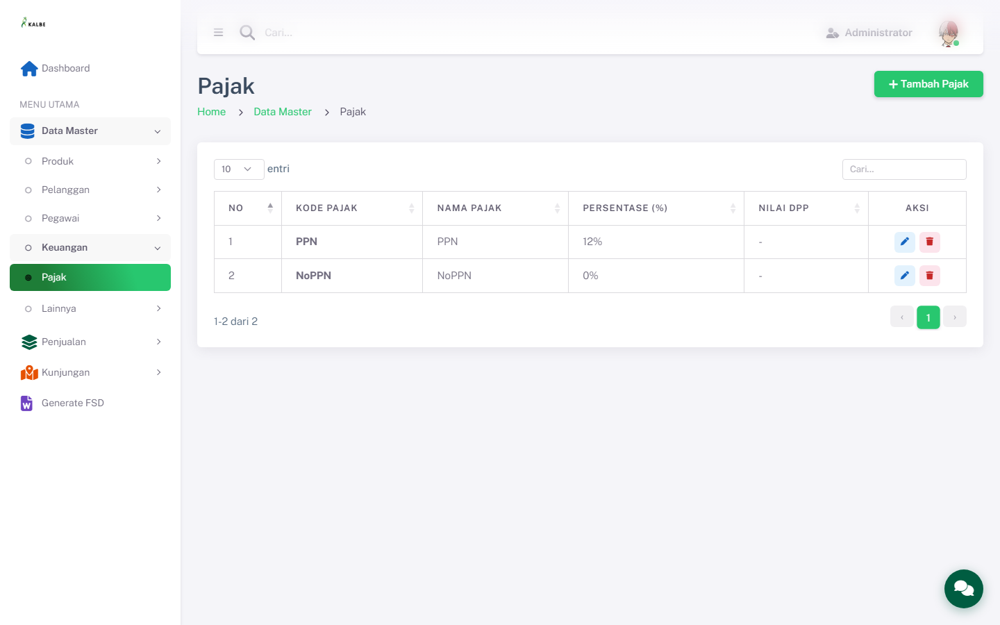 KALBE
Cari...
Administrator
Dashboard
MENU UTAMA
Data Master
Produk
Pelanggan
Pegawai
Keuangan
Pajak
Lainnya
Penjualan
Kunjungan
Generate FSD
Pajak
Tambah Pajak
Home > Data Master > Pajak
10 entri
Cari...
NO KODE PAJAK NAMA PAJAK PERSENTASE (%) NILAI DPP AKSI
1 PPN PPN 12% -
2 NoPPN NoPPN 0% -
1-2 dari 2
‹ 1 ›